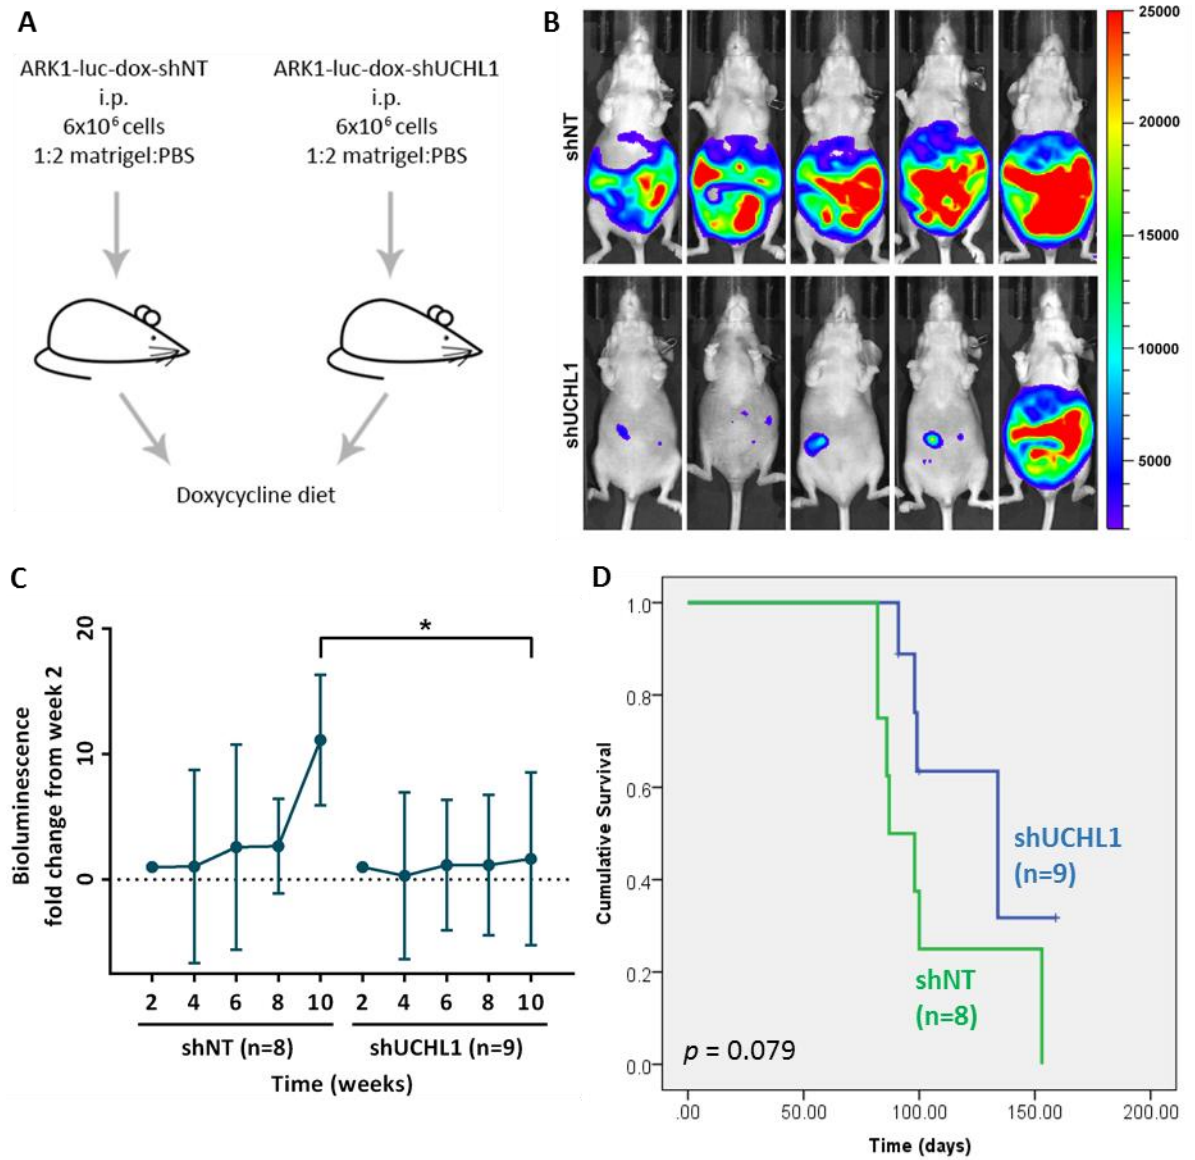 A
ARK1-luc-dox-shNT
i.p.
6x10⁶ cells
1:2 matrigel:PBS
ARK1-luc-dox-shUCHL1
i.p.
6x10⁶ cells
1:2 matrigel:PBS
Doxycycline diet
B
shNT
shUCHL1
25000
20000
15000
10000
5000
C
Bioluminescence
fold change from week 2
20
10
0
*
2 4 6 8 10 2 4 6 8 10
shNT (n=8) shUCHL1 (n=9)
Time (weeks)
D
Cumulative Survival
1.0
0.8
0.6
0.4
0.2
0.0
shUCHL1
(n=9)
shNT
(n=8)
p = 0.079
.00 50.00 100.00 150.00 200.00
Time (days)